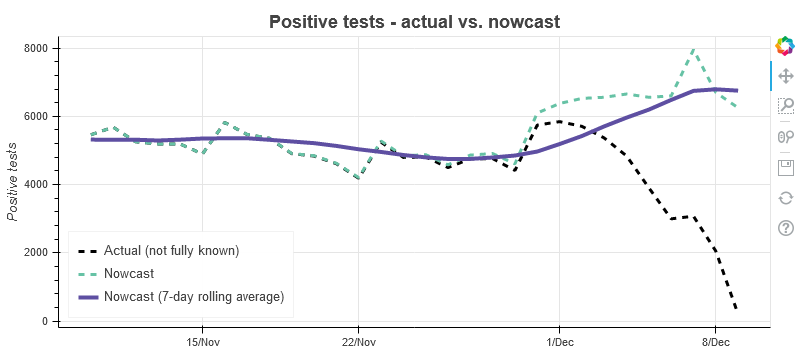 Positive tests - actual vs. nowcast
8000
6000
4000
2000
0
Positive tests
Actual (not fully known)
Nowcast
Nowcast (7-day rolling average)
15/Nov
22/Nov
1/Dec
8/Dec